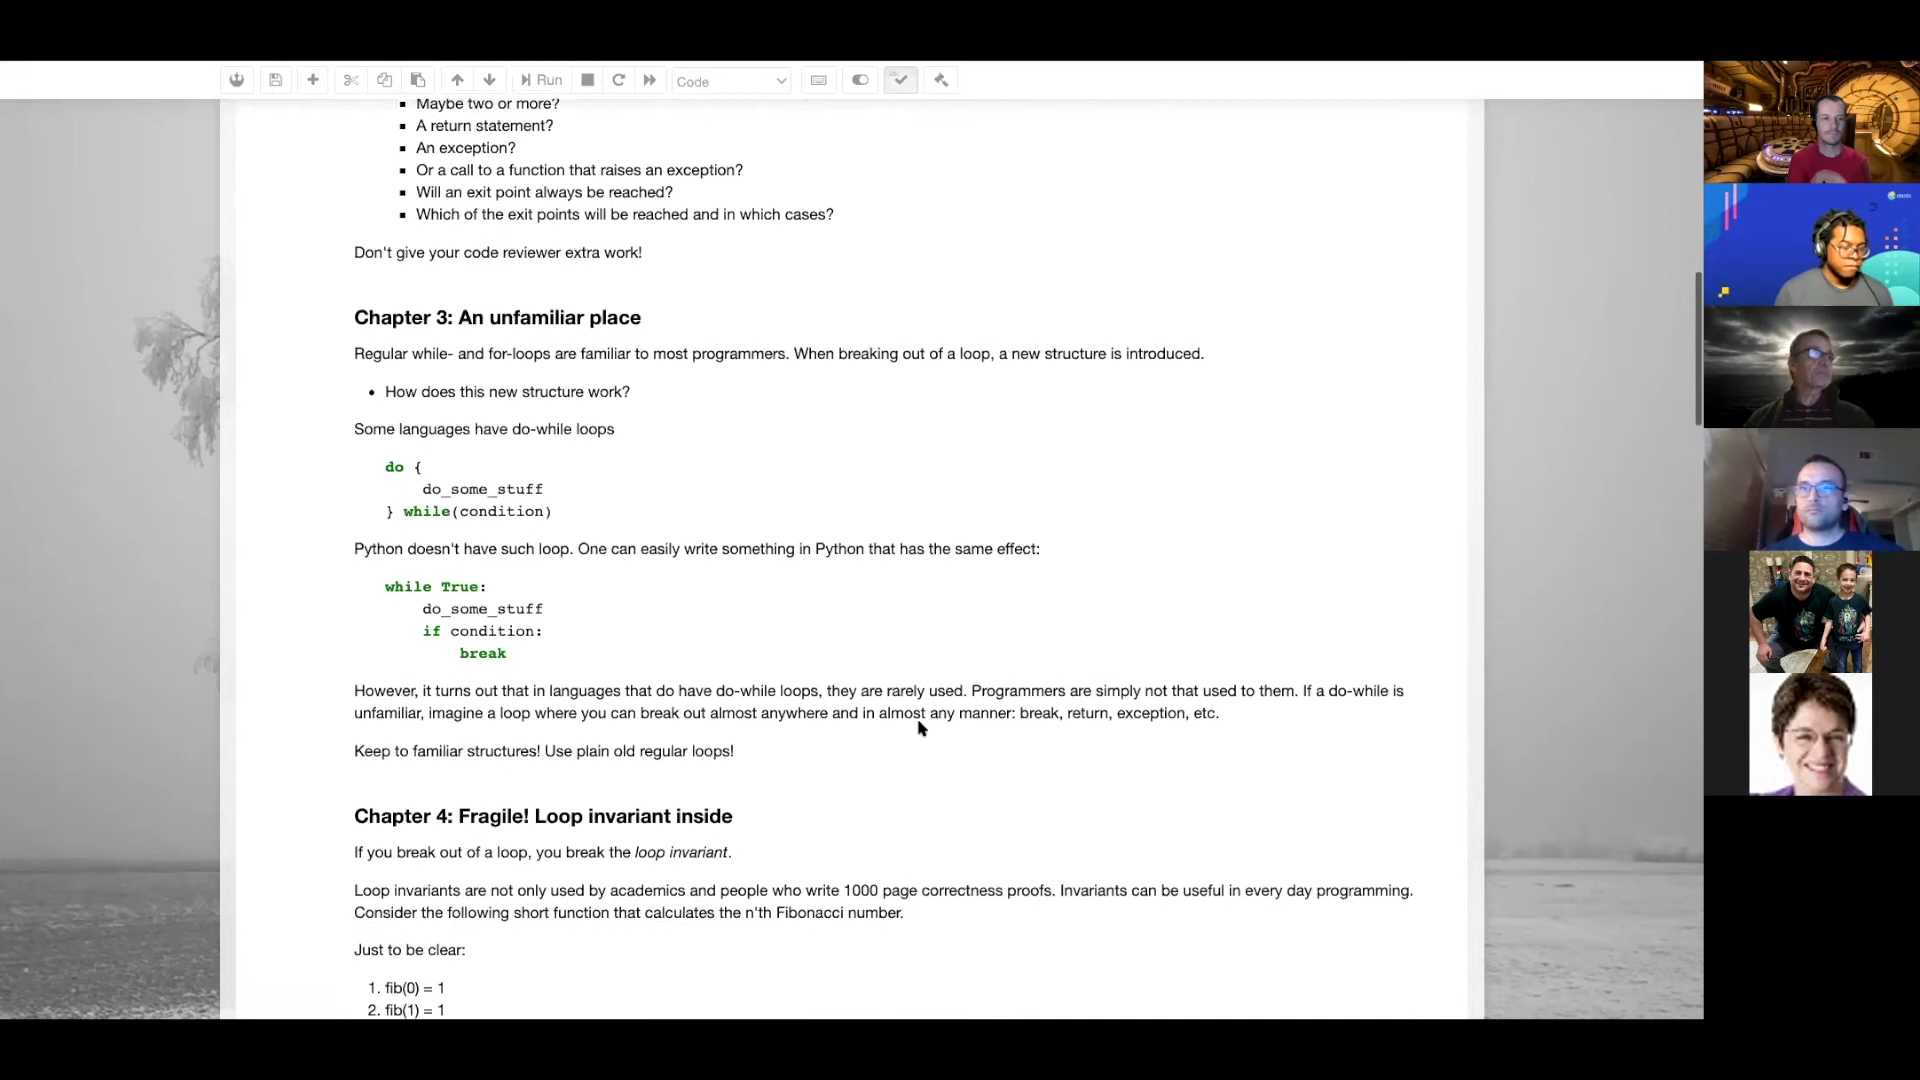 Run
Code
Maybe two or more?
A return statement?
An exception?
Or a call to a function that raises an exception?
Will an exit point always be reached?
Which of the exit points will be reached and in which cases?
Don't give your code reviewer extra work!
Chapter 3: An unfamiliar place
Regular while- and for-loops are familiar to most programmers. When breaking out of a loop, a new structure is introduced.
How does this new structure work?
Some languages have do-while loops
do {
do_some_stuff
} while(condition)
Python doesn't have such loop. One can easily write something in Python that has the same effect:
while True:
do_some_stuff
if condition:
break
However, it turns out that in languages that do have do-while loops, they are rarely used. Programmers are simply not that used to them. If a do-while is
unfamiliar, imagine a loop where you can break out almost anywhere and in almost any manner: break, return, exception, etc.
Keep to familiar structures! Use plain old regular loops!
Chapter 4: Fragile! Loop invariant inside
If you break out of a loop, you break the loop invariant.
Loop invariants are not only used by academics and people who write 1000 page correctness proofs. Invariants can be useful in every day programming.
Consider the following short function that calculates the n'th Fibonacci number.
Just to be clear:
1. fib(0) = 1
2. fib(1) = 1